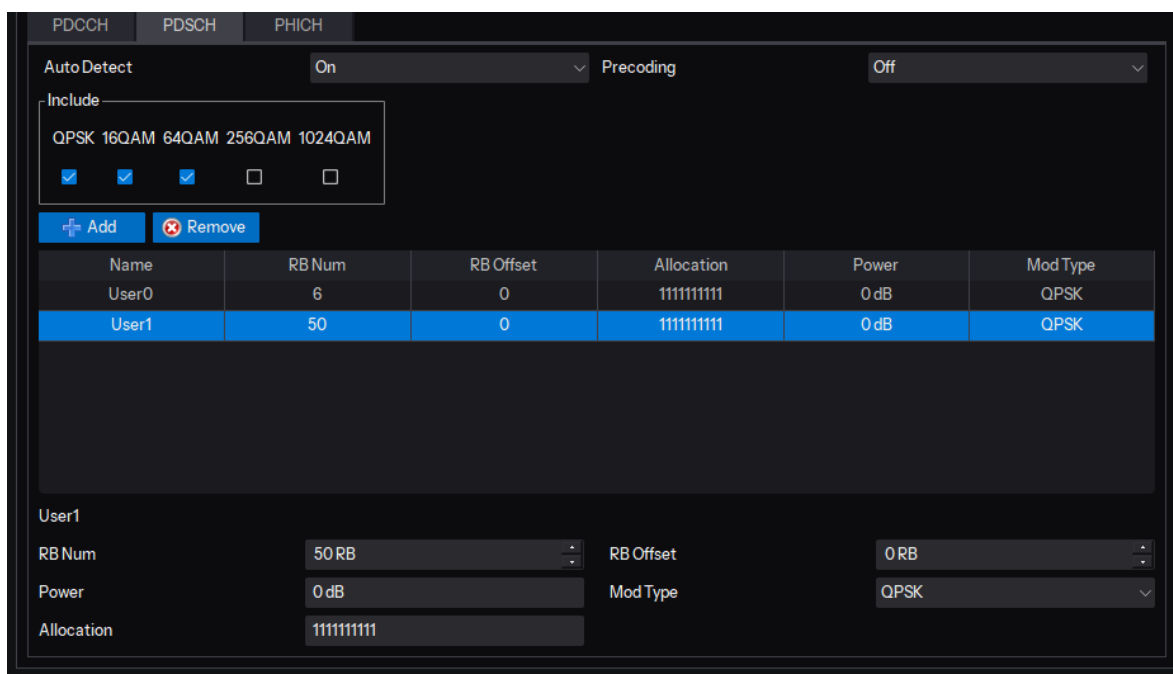 PDCCH PDSCH PHICH
Auto Detect On Precoding Off
Include
QPSK 16QAM 64QAM 256QAM 1024QAM
Add Remove
Name RB Num RB Offset Allocation Power Mod Type
User0 6 0 1111111111 0 dB QPSK
User1 50 0 1111111111 0 dB QPSK
User1
RB Num 50 RB RB Offset 0 RB
Power 0 dB Mod Type QPSK
Allocation 1111111111